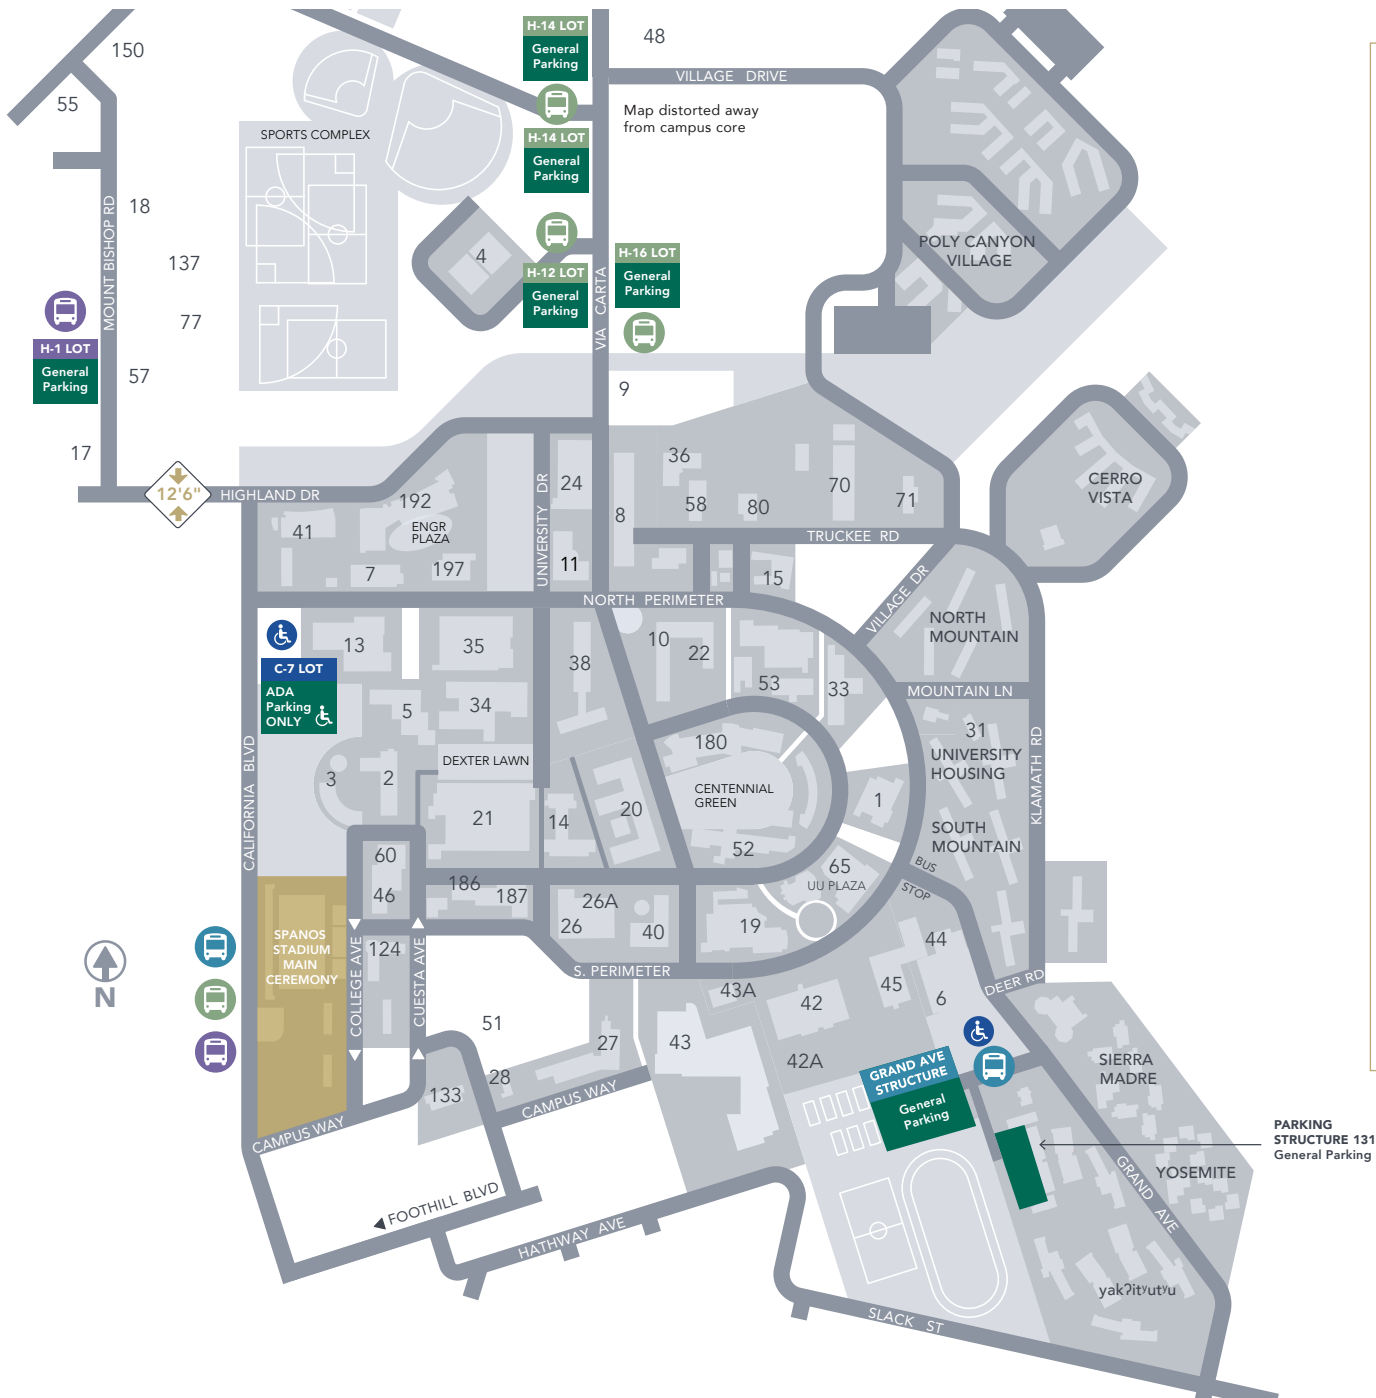 H-14 LOT
General
Parking
48
150
VILLAGE DRIVE
55
Map distorted away
from campus core
SPORTS COMPLEX
H-14 LOT
General
Parking
MOUNT BISHOP RD
18
137
4
POLY CANYON
VILLAGE
H-16 LOT
General
Parking
H-12 LOT
General
Parking
VIA CARTA
77
H-1 LOT
General
Parking
57
9
17
36
CERRO
VISTA
12'6"
HIGHLAND DR
192
UNIVERSITY DR
24
8
58
80
70
71
41
ENGR
PLAZA
TRUCKEE RD
7
197
11
15
NORTH PERIMETER
VILLAGE DR
NORTH
MOUNTAIN
C-7 LOT
ADA
Parking
ONLY
13
35
38
10
22
53
33
MOUNTAIN LN
5
34
31
UNIVERSITY
HOUSING
180
KLAMATH RD
CALIFORNIA BLVD
3
2
DEXTER LAWN
CENTENNIAL
GREEN
1
21
14
20
SOUTH
MOUNTAIN
52
60
65
UU PLAZA
BUS
STOP
46
186
187
26A
26
40
19
SPANOS
STADIUM
MAIN
CEREMONY
COLLEGE AVE
124
CUESTA AVE
44
N
S. PERIMETER
43A
42
45
6
DEER RD
51
27
43
42A
28
133
CAMPUS WAY
CAMPUS WAY
GRAND AVE
STRUCTURE
General
Parking
SIERRA
MADRE
PARKING
STRUCTURE 131
General Parking
YOSEMITE
GRAND AVE
FOOTHILL BLVD
HATHWAY AVE
yakʔitʸutʸu
SLACK ST